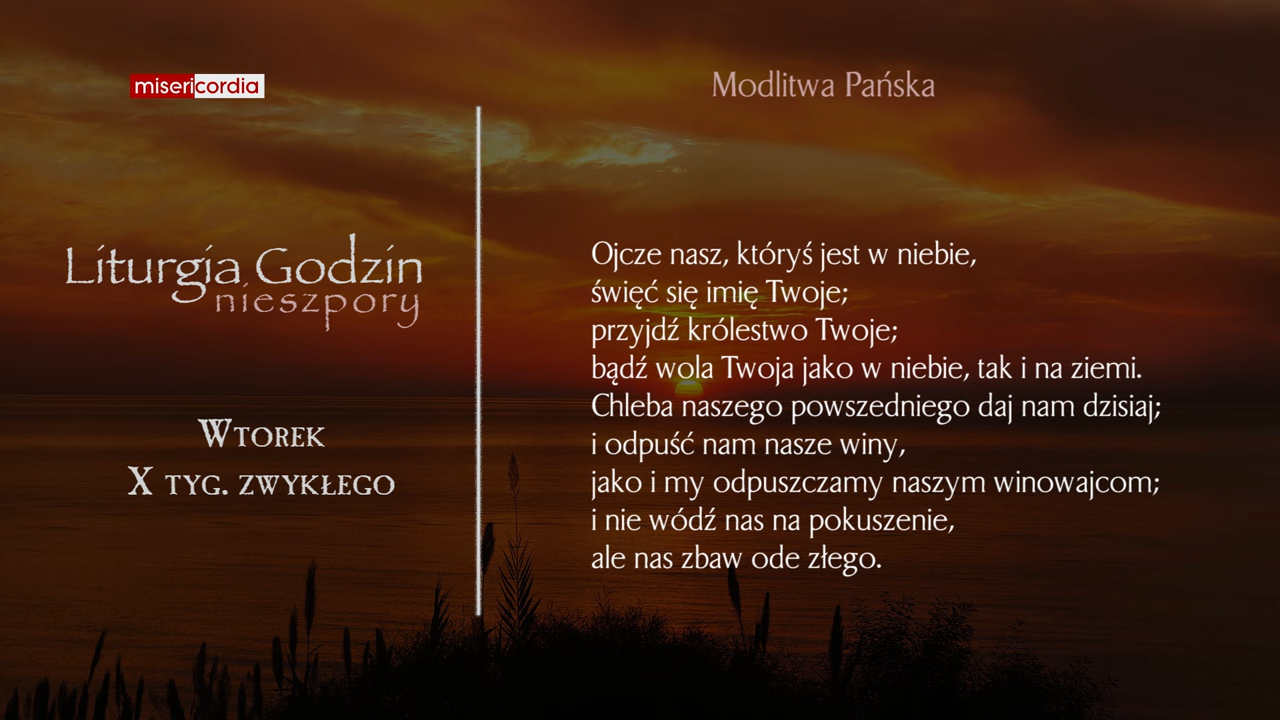 misericordia
Liturgia Godzin
nieszpory
Wtorek
X tyg. zwykłego
Modlitwa Pańska
Ojcze nasz, któryś jest w niebie,
święć się imię Twoje;
przyjdź królestwo Twoje;
bądź wola Twoja jako w niebie, tak i na ziemi.
Chleba naszego powszedniego daj nam dzisiaj;
i odpuść nam nasze winy,
jako i my odpuszczamy naszym winowajcom;
i nie wódź nas na pokuszenie,
ale nas zbaw ode złego.